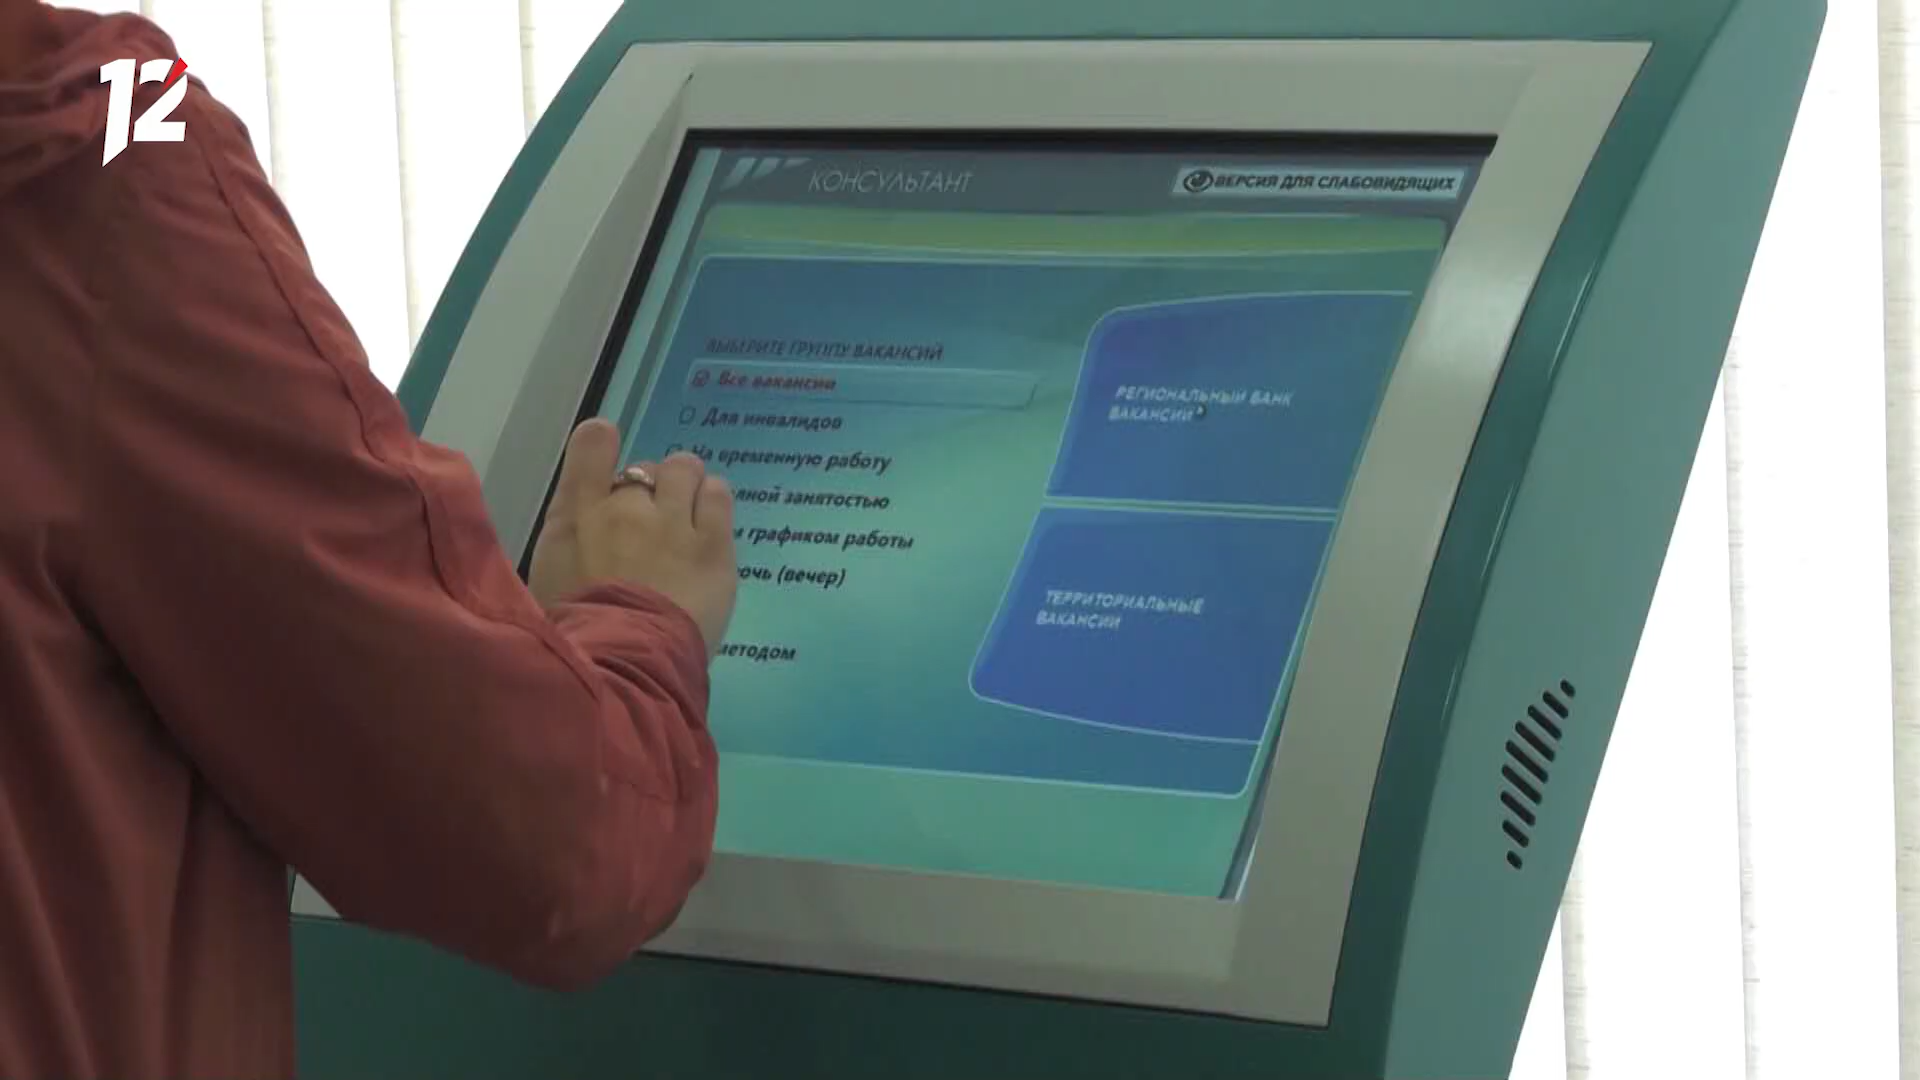 12
КОНСУЛЬТАНТ
ВЕРСИЯ ДЛЯ СЛАБОВИДЯЩИХ
ВЫБЕРИТЕ ГРУППУ ВАКАНСИЙ
Все вакансии
Для инвалидов
На временную работу
графиком работы
(вечер)
методом
РЕГИОНАЛЬНЫЙ БАНК
ВАКАНСИЙ
ТЕРРИТОРИАЛЬНЫЕ
ВАКАНСИИ